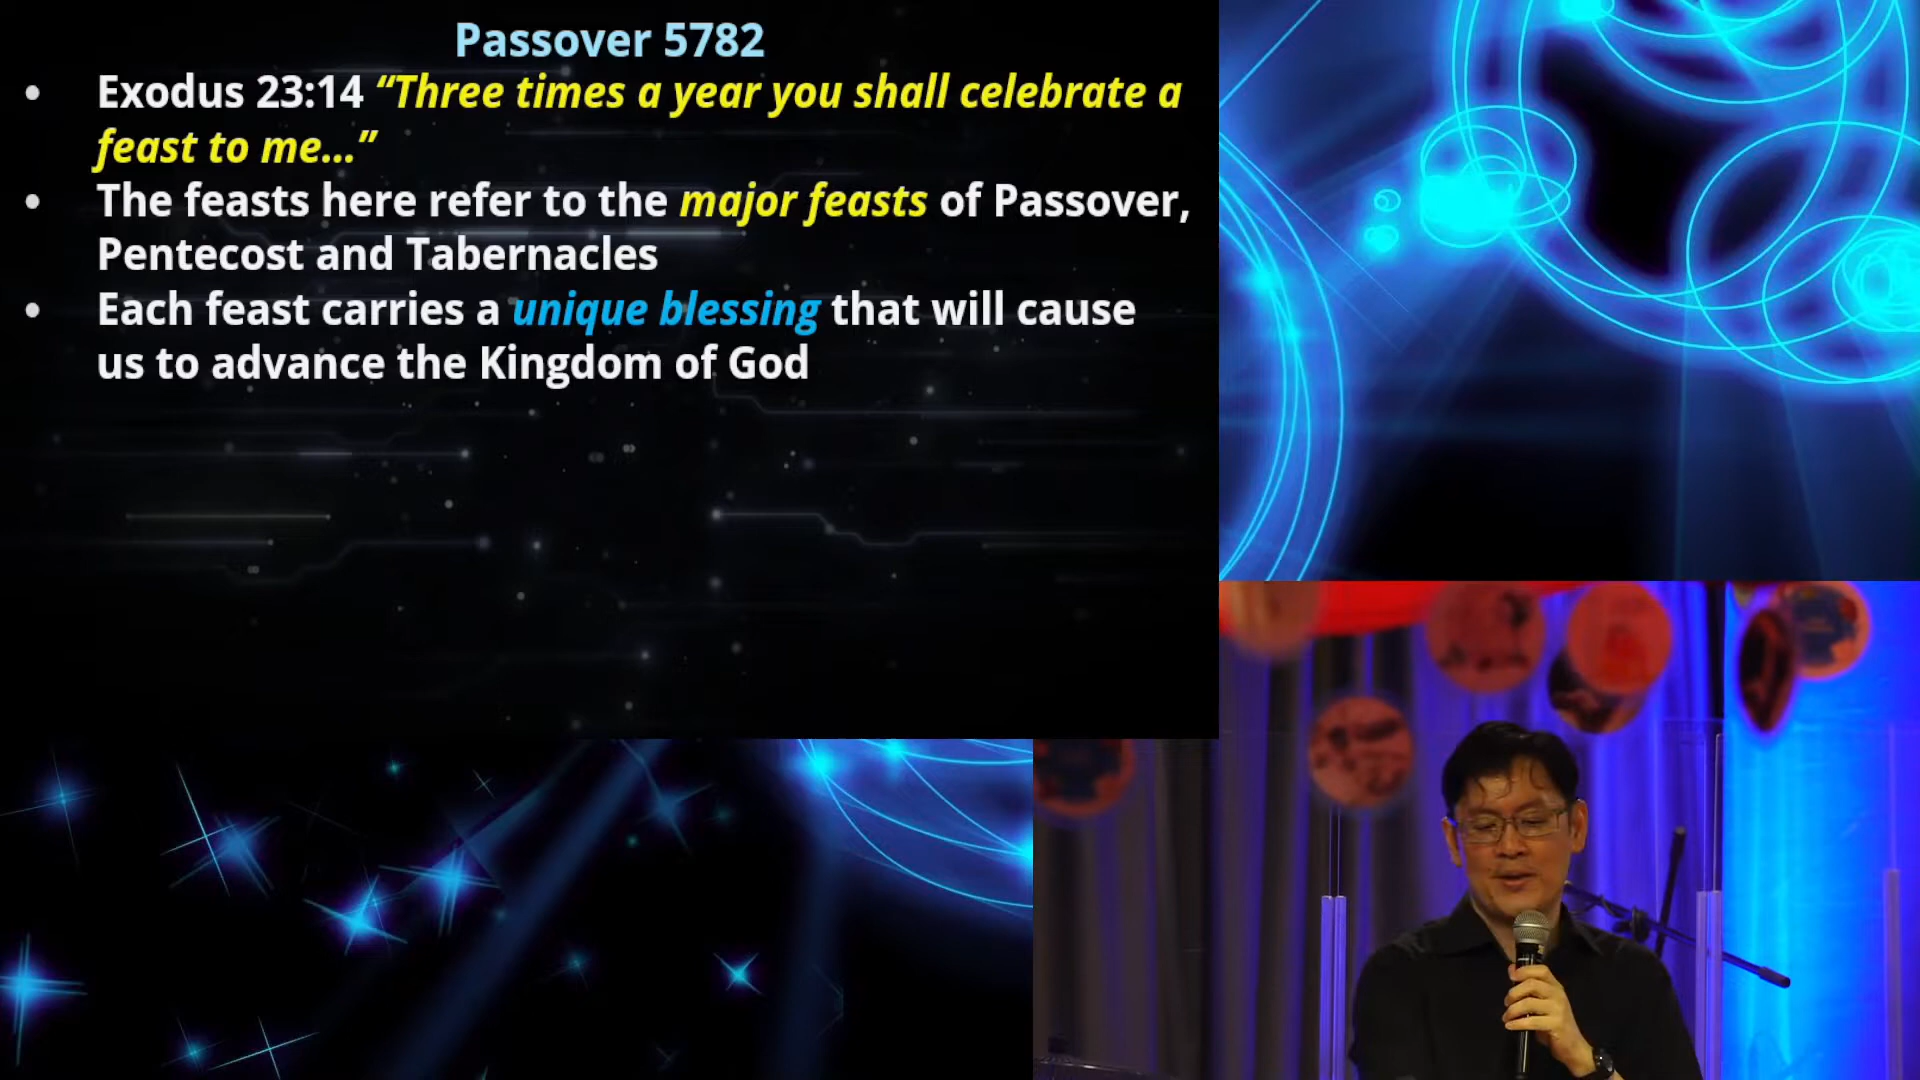 Passover 5782
• Exodus 23:14 “Three times a year you shall celebrate a
feast to me...”
• The feasts here refer to the major feasts of Passover,
Pentecost and Tabernacles
• Each feast carries a unique blessing that will cause
us to advance the Kingdom of God